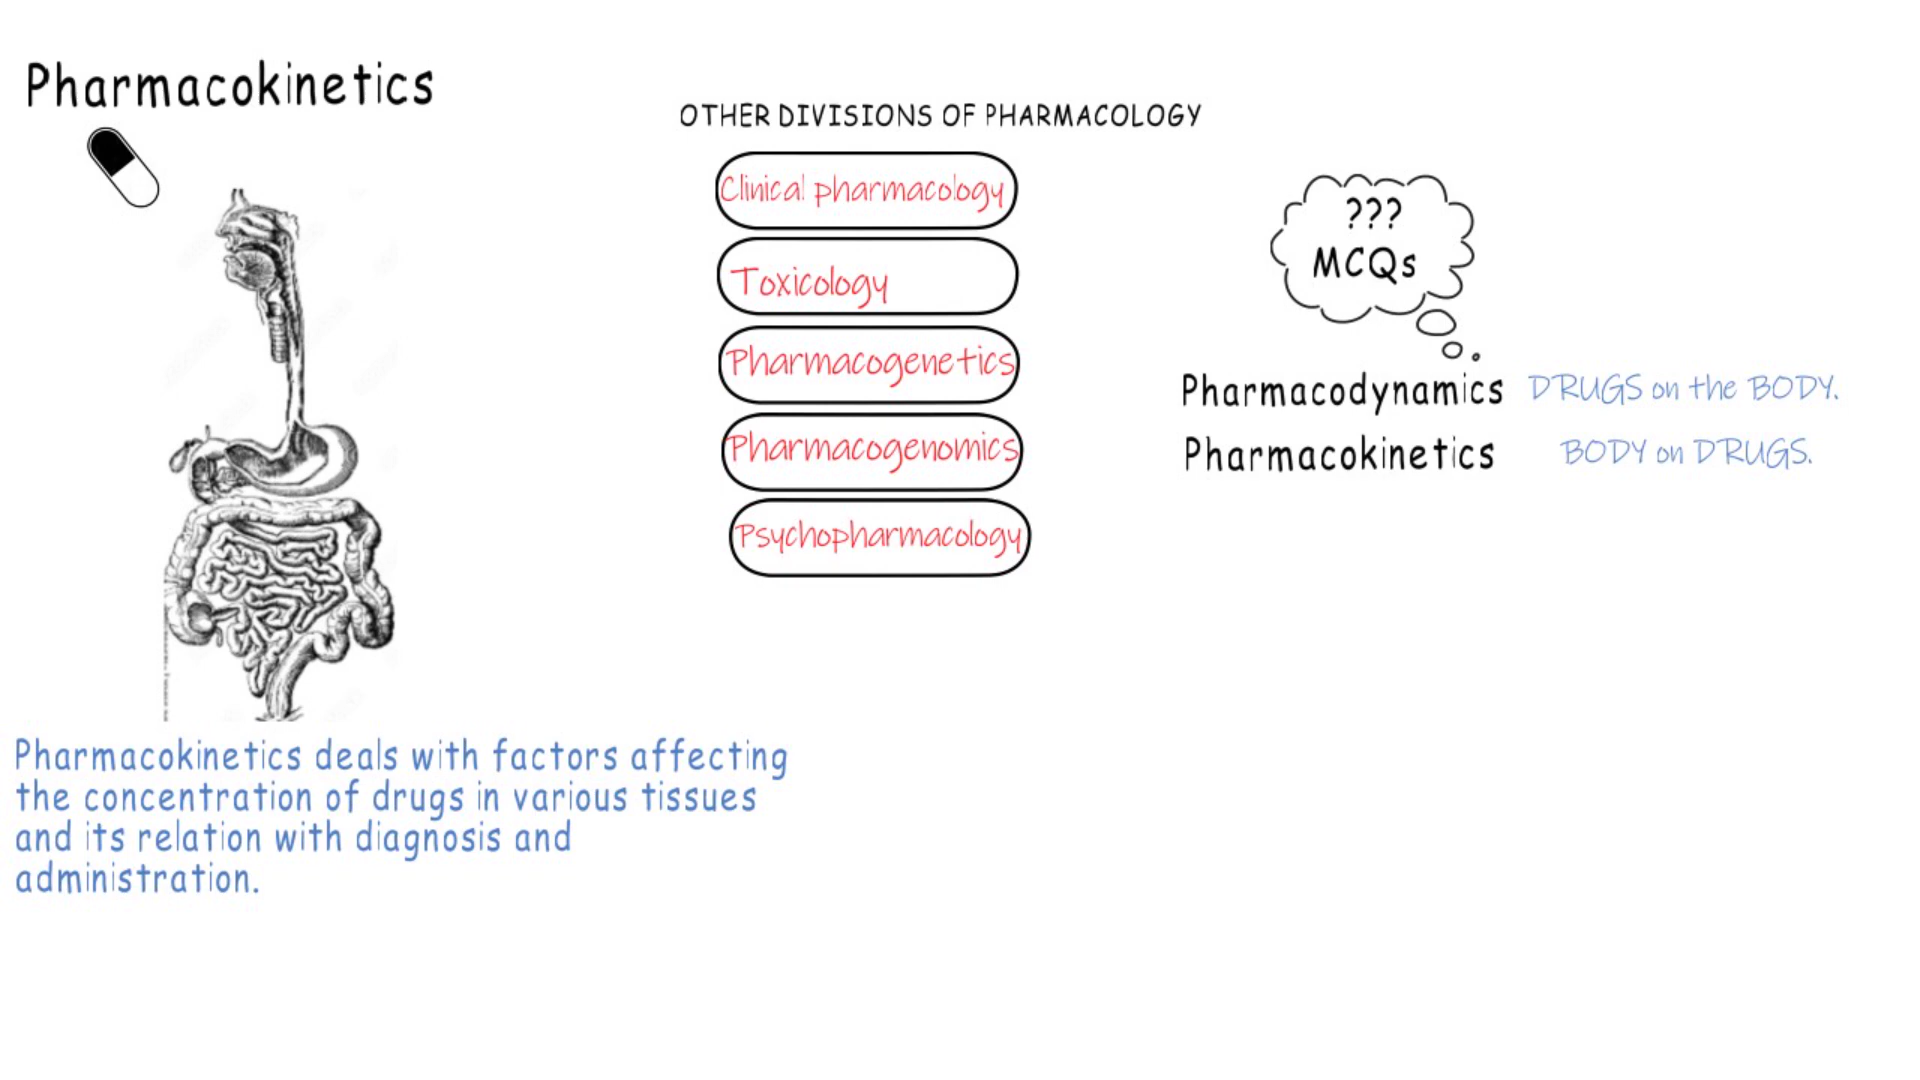 Pharmacokinetics
Pharmacokinetics deals with factors affecting
the concentration of drugs in various tissues
and its relation with diagnosis and
administration.
OTHER DIVISIONS OF PHARMACOLOGY
Clinical pharmacology
Toxicology
Pharmacogenetics
Pharmacogenomics
Psychopharmacology
???
MCQs
Pharmacodynamics DRUGS on the BODY.
Pharmacokinetics BODY on DRUGS.